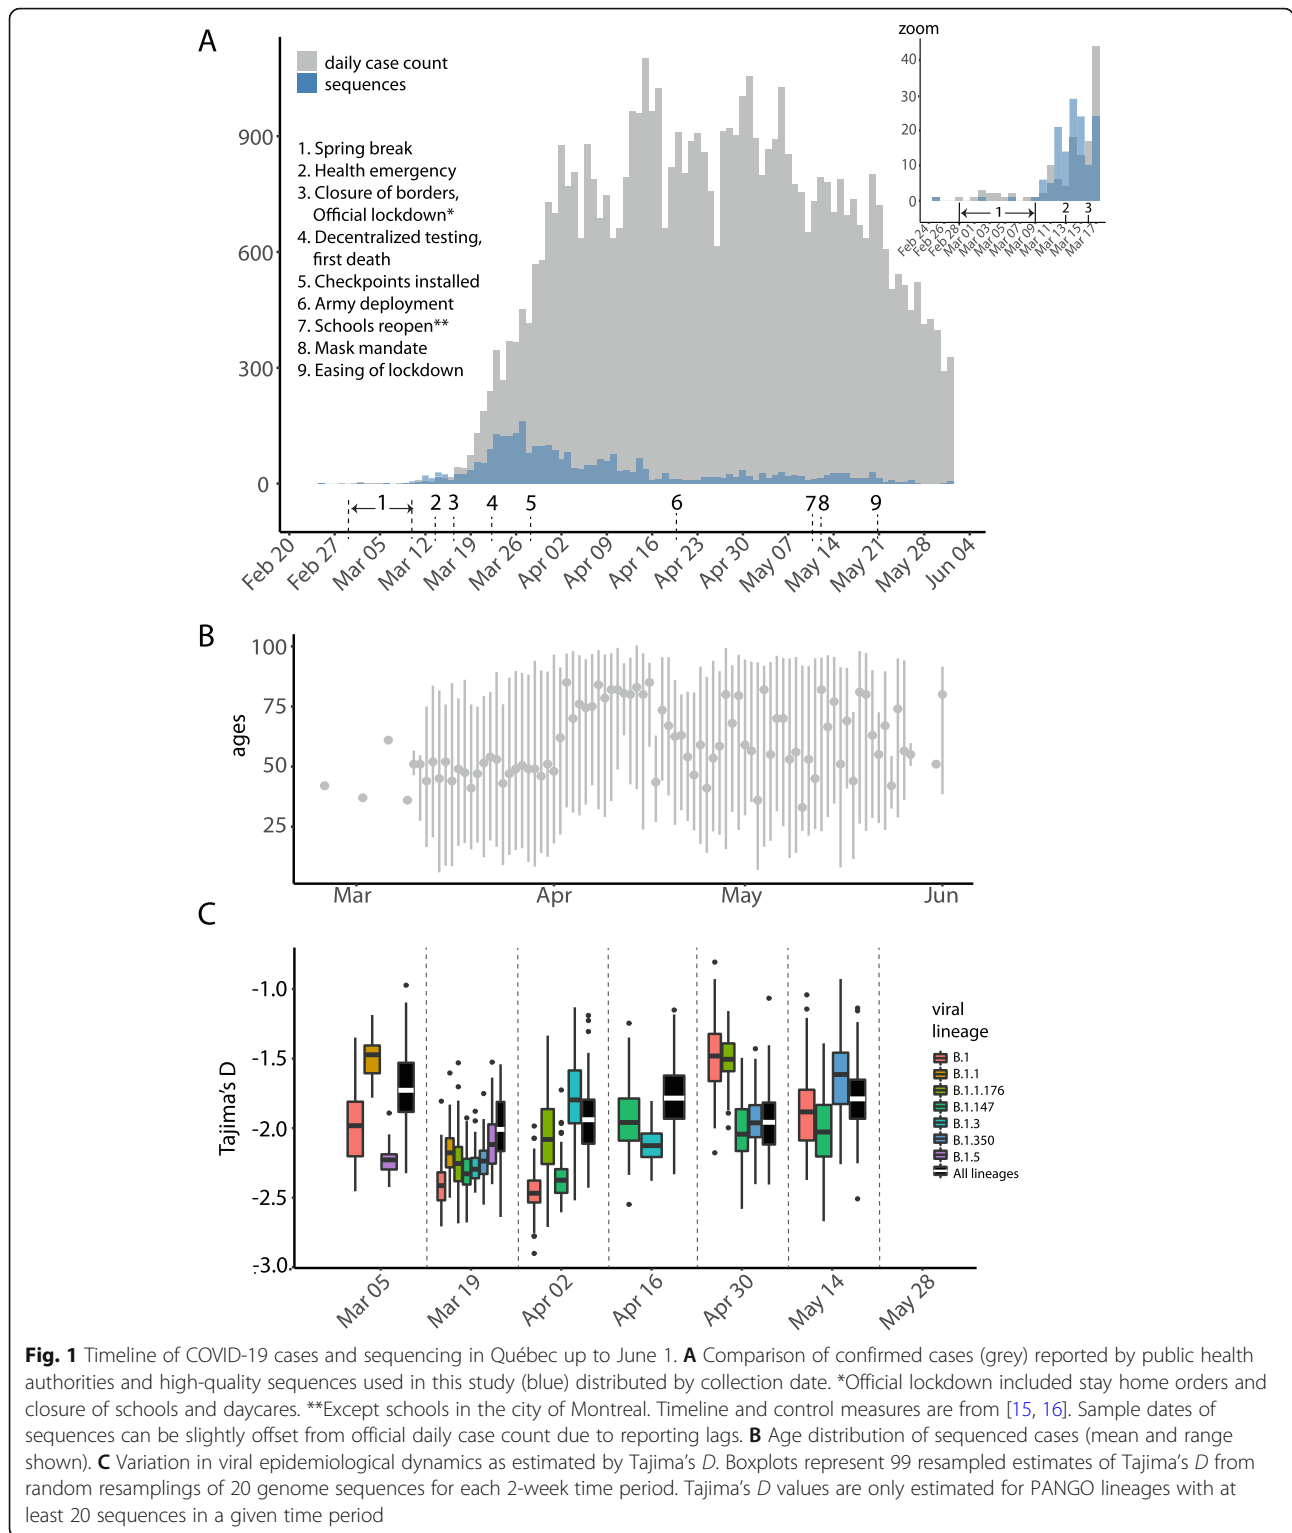 A
zoom
daily case count
sequences
1. Spring break
2. Health emergency
3. Closure of borders,
Official lockdown*
4. Decentralized testing,
first death
5. Checkpoints installed
6. Army deployment
7. Schools reopen**
8. Mask mandate
9. Easing of lockdown
900
600
300
0
40
30
20
10
0
1 2 3
Feb 24 Feb 26 Feb 28 Mar 01 Mar 03 Mar 05 Mar 07 Mar 09 Mar 11 Mar 13 Mar 15 Mar 17
1 2 3 4 5 6 7 8 9
Feb 20 Feb 27 Mar 05 Mar 12 Mar 19 Mar 26 Apr 02 Apr 09 Apr 16 Apr 23 Apr 30 May 07 May 14 May 21 May 28 Jun 04
B
ages
100
75
50
25
Mar Apr May Jun
C
Tajima's D
-1.0
-1.5
-2.0
-2.5
-3.0
Mar 05 Mar 19 Apr 02 Apr 16 Apr 30 May 14 May 28
viral
lineage
B.1
B.1.1
B.1.1.176
B.1.147
B.1.3
B.1.350
B.1.5
All lineages
Fig. 1 Timeline of COVID-19 cases and sequencing in Québec up to June 1. A Comparison of confirmed cases (grey) reported by public health
authorities and high-quality sequences used in this study (blue) distributed by collection date. *Official lockdown included stay home orders and
closure of schools and daycares. **Except schools in the city of Montreal. Timeline and control measures are from [15, 16]. Sample dates of
sequences can be slightly offset from official daily case count due to reporting lags. B Age distribution of sequenced cases (mean and range
shown). C Variation in viral epidemiological dynamics as estimated by Tajima's D. Boxplots represent 99 resampled estimates of Tajima's D from
random resamplings of 20 genome sequences for each 2-week time period. Tajima's D values are only estimated for PANGO lineages with at
least 20 sequences in a given time period